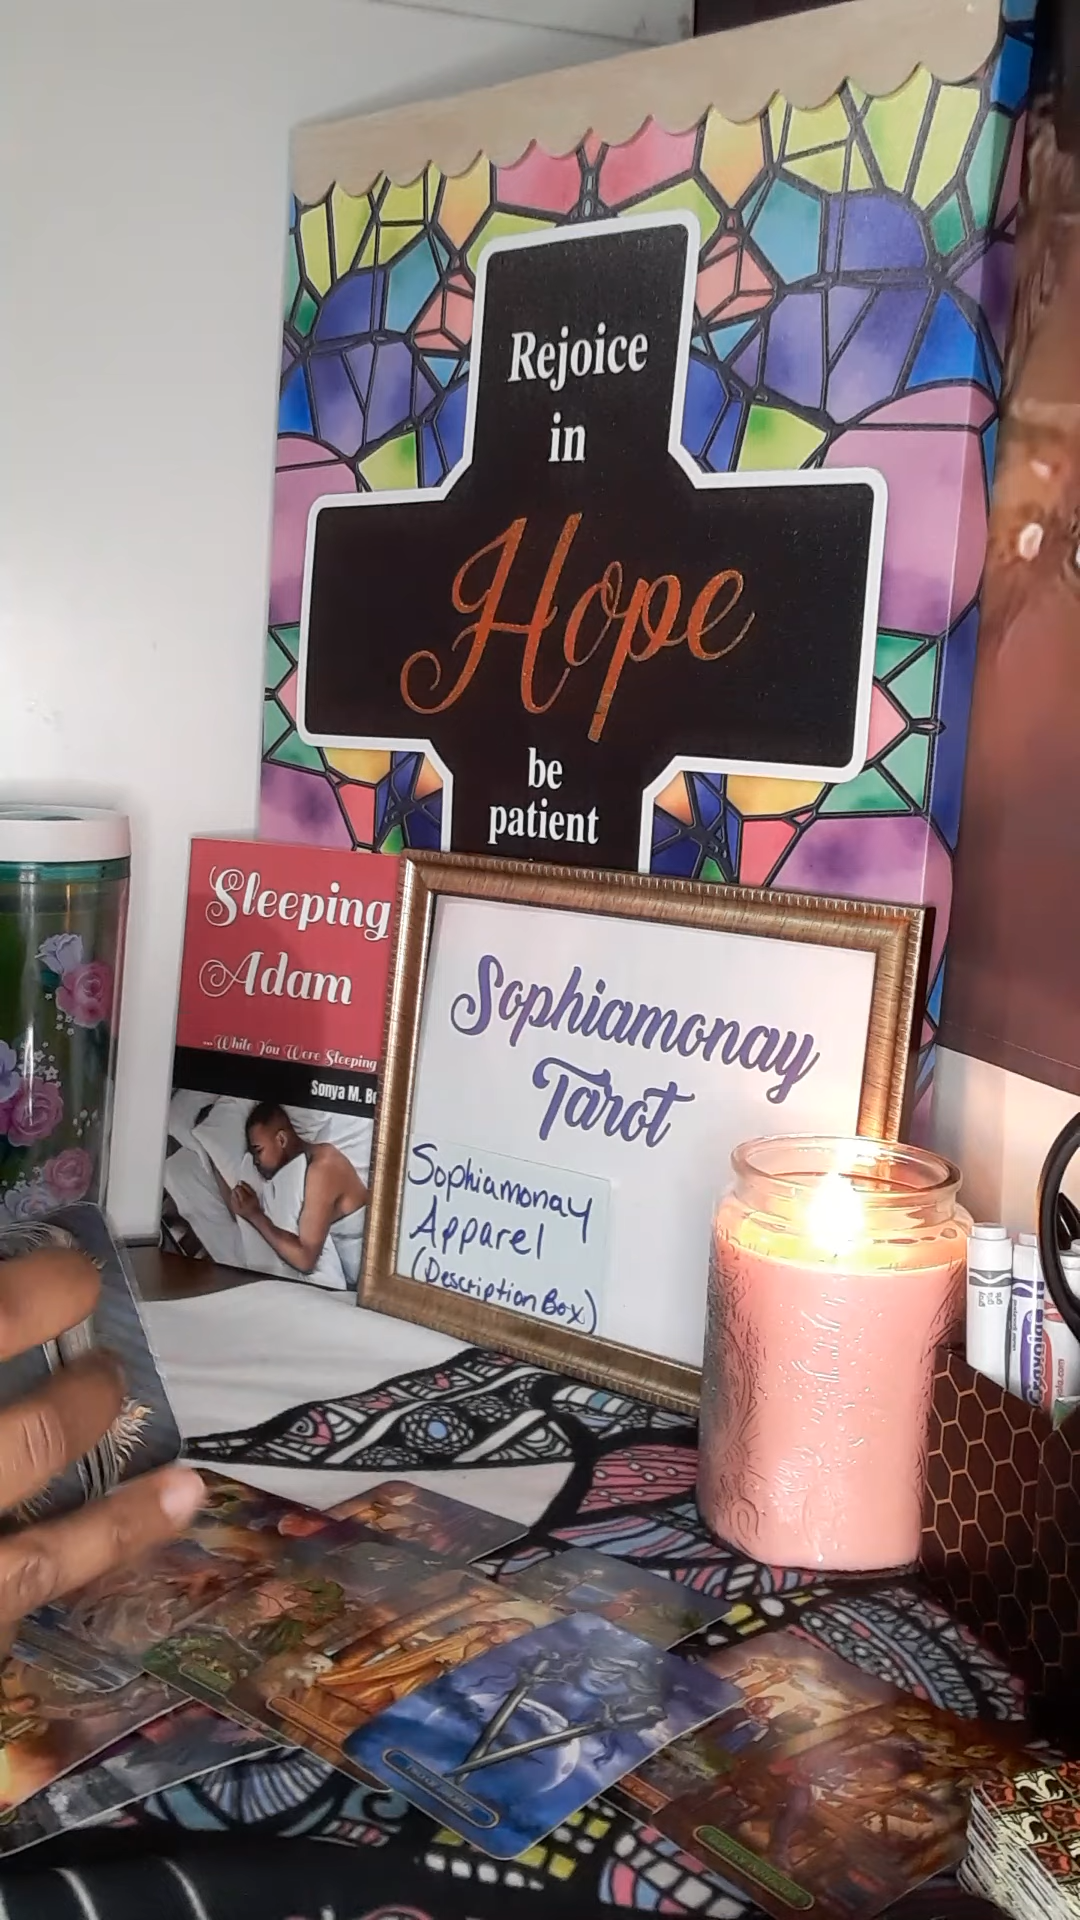 Rejoice
in
Hope
be
patient
Sleeping
Adam
...While You Were Sleeping
Sonya M.
Sophiamonay
Tarot
Sophiamonay
Apparel
(Description Box)